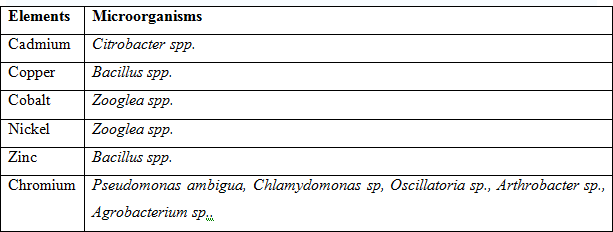 Elements Microorganisms
Cadmium Citrobacter spp.
Copper Bacillus spp.
Cobalt Zooglea spp.
Nickel Zooglea spp.
Zinc Bacillus spp.
Chromium Pseudomonas ambigua, Chlamydomonas sp, Oscillatoria sp., Arthrobacter sp.,
Agrobacterium sp.,